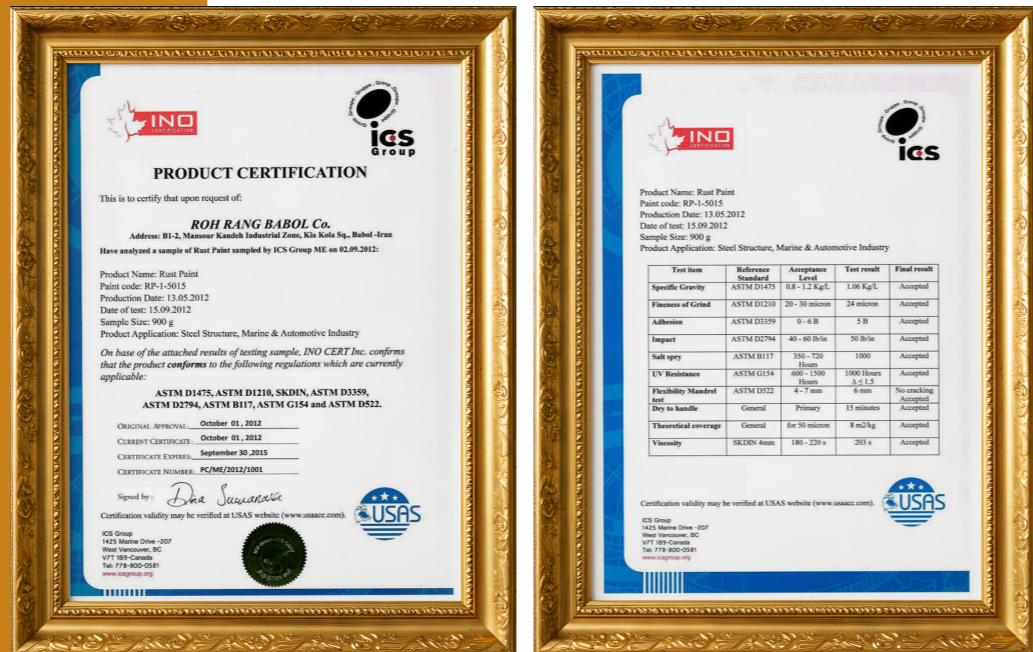 INO
CERTIFICATION
ics
Group
PRODUCT CERTIFICATION
This is to certify that upon request of:
ROH RANG BABOL Co.
Address: B1-2, Mansour Kandeh Industrial Zone, Kia Kola Sq., Babol -Iran
Have analyzed a sample of Rust Paint sampled by ICS Group ME on 02.09.2012:
Product Name: Rust Paint
Paint code: RP-1-5015
Production Date: 13.05.2012
Date of test: 15.09.2012
Sample Size: 900 g
Product Application: Steel Structure, Marine & Automotive Industry
On base of the attached results of testing sample, INO CERT Inc. confirms
that the product conforms to the following regulations which are currently
applicable:
ASTM D1475, ASTM D1210, SKDIN, ASTM D3359,
ASTM D2794, ASTM B117, ASTM G154 and ASTM D522.
ORIGINAL APPROVAL: October 01 , 2012
CURRENT CERTIFICATE: October 01 , 2012
CERTIFICATE EXPIRES: September 30 ,2015
CERTIFICATE NUMBER: PC/ME/2012/1001
Signed by :
Certification validity may be verified at USAS website (www.usaacc.com).
USAS
ICS Group
1425 Marine Drive -207
West Vancouver, BC
V7T 1B9-Canada
Tel: 778-800-0581
www.icsgroup.org
INO
CERTIFICATION
ics
Product Name: Rust Paint
Paint code: RP-1-5015
Production Date: 13.05.2012
Date of test: 15.09.2012
Sample Size: 900 g
Product Application: Steel Structure, Marine & Automotive Industry
Test item Reference Standard Acceptance Level Test result Final result
Specific Gravity ASTM D1475 0.8 - 1.2 Kg/L 1.06 Kg/L Accepted
Fineness of Grind ASTM D1210 20 - 30 micron 24 micron Accepted
Adhesion ASTM D3359 0 - 6 B 5 B Accepted
Impact ASTM D2794 40 - 60 lb/in 50 lb/in Accepted
Salt spry ASTM B117 350 - 720 Hours 1000 Accepted
UV Resistance ASTM G154 600 - 1500 Hours 1000 Hours Δ ≤ 1.5 Accepted
Flexibility Mandrel test ASTM D522 4 - 7 mm 6 mm No cracking Accepted
Dry to handle General Primary 15 minutes Accepted
Theoretical coverage General for 50 micron 8 m2/kg Accepted
Viscosity SKDIN 4mm 180 - 220 s 203 s Accepted
Certification validity may be verified at USAS website (www.usaacc.com).
USAS
ICS Group
1425 Marine Drive -207
West Vancouver, BC
V7T 1B9-Canada
Tel: 778-800-0581
www.icsgroup.org